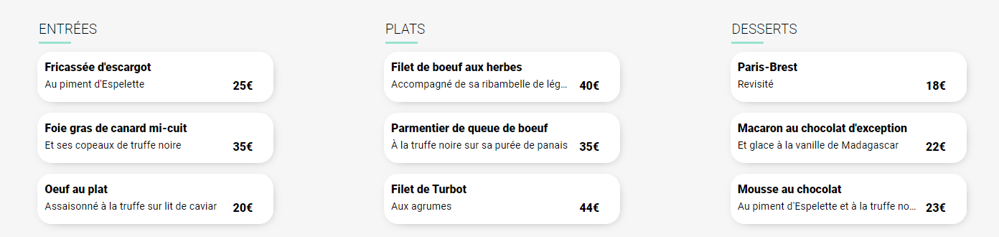 ENTRÉES
Fricassée d'escargot
Au piment d'Espelette
25€
Foie gras de canard mi-cuit
Et ses copeaux de truffe noire
35€
Oeuf au plat
Assaisonné à la truffe sur lit de caviar
20€
PLATS
Filet de boeuf aux herbes
Accompagné de sa ribambelle de lég...
40€
Parmentier de queue de boeuf
À la truffe noire sur sa purée de panais
35€
Filet de Turbot
Aux agrumes
44€
DESSERTS
Paris-Brest
Revisité
18€
Macaron au chocolat d'exception
Et glace à la vanille de Madagascar
22€
Mousse au chocolat
Au piment d'Espelette et à la truffe no...
23€